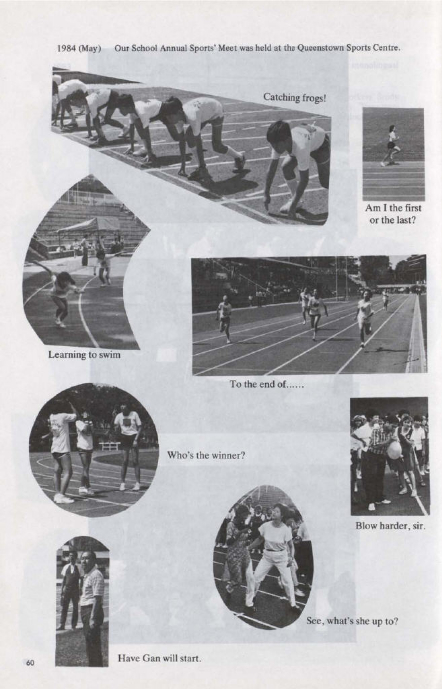 1984 (May) Our School Annual Sports' Meet was held at the Queenstown Sports Centre.
Catching frogs!
Am I the first
or the last?
Learning to swim
To the end of......
Who's the winner?
Blow harder, sir.
See, what's she up to?
Have Gan will start.
60